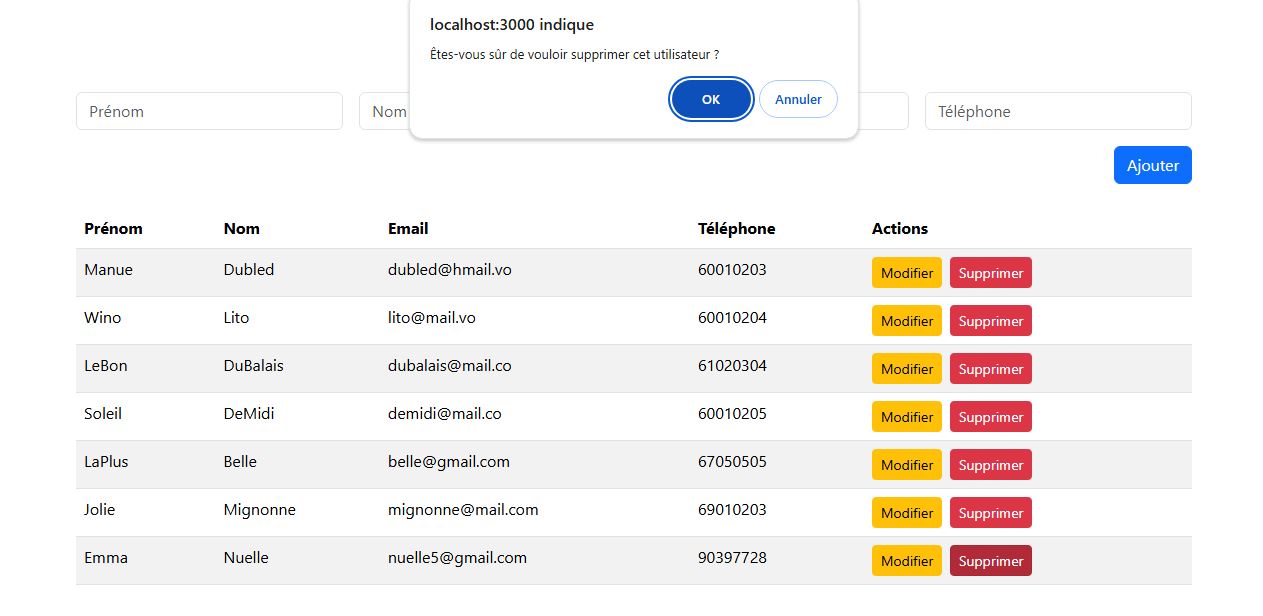 localhost:3000 indique
Êtes-vous sûr de vouloir supprimer cet utilisateur ?
OK Annuler
Prénom Nom Téléphone
Ajouter
Prénom Nom Email Téléphone Actions
Manue Dubled dubled@hmail.vo 60010203 Modifier Supprimer
Wino Lito lito@mail.vo 60010204 Modifier Supprimer
LeBon DuBalais dubalais@mail.co 61020304 Modifier Supprimer
Soleil DeMidi demidi@mail.co 60010205 Modifier Supprimer
LaPlus Belle belle@gmail.com 67050505 Modifier Supprimer
Jolie Mignonne mignonne@mail.com 69010203 Modifier Supprimer
Emma Nuelle nuelle5@gmail.com 90397728 Modifier Supprimer